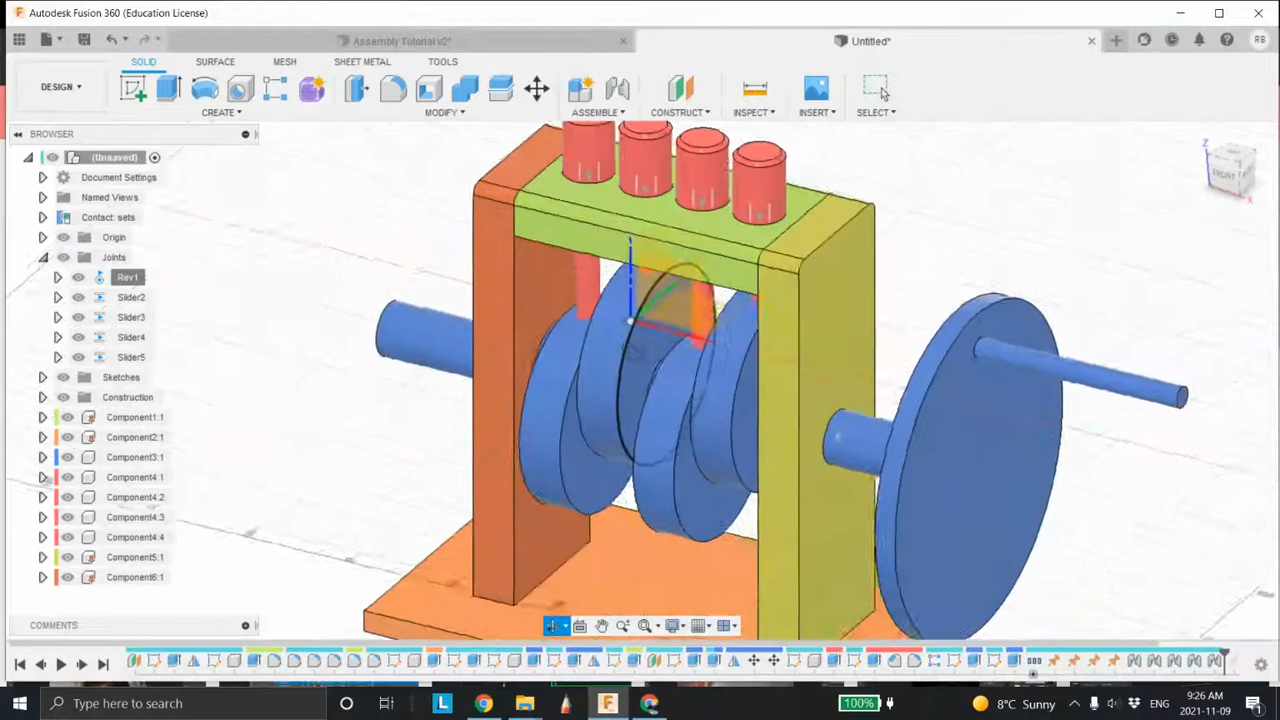 Autodesk Fusion 360 (Education License)
Assembly Tutorial v2*
Untitled*
RB
SOLID SURFACE MESH SHEET METAL TOOLS
DESIGN
CREATE MODIFY ASSEMBLE CONSTRUCT INSPECT INSERT SELECT
BROWSER
(Unsaved)
Document Settings
Named Views
Contact: sets
Origin
Joints
Rev1
Slider2
Slider3
Slider4
Slider5
Sketches
Construction
Component1:1
Component2:1
Component3:1
Component4:1
Component4:2
Component4:3
Component4:4
Component5:1
Component6:1
Z
FRONT
X
COMMENTS
Type here to search
L
F
100%
8°C Sunny
ENG
9:26 AM
2021-11-09
1